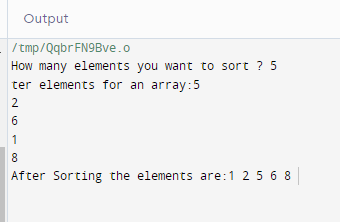 Output
/tmp/QqbrFN9Bve.o
How many elements you want to sort ? 5
ter elements for an array:5
2
6
1
8
After Sorting the elements are:1 2 5 6 8